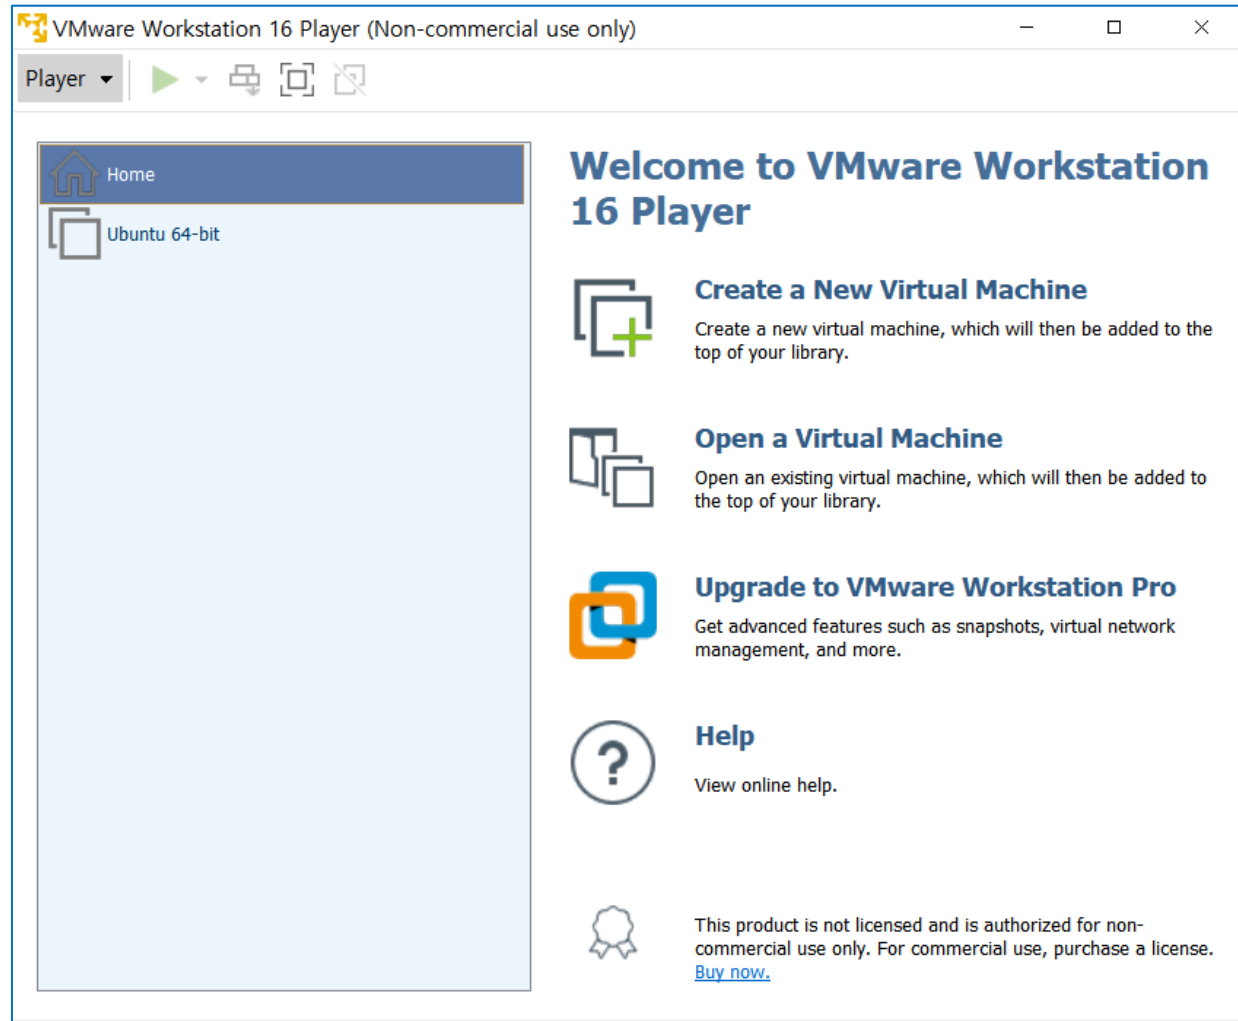 VMware Workstation 16 Player (Non-commercial use only)
Player
Home
Ubuntu 64-bit
Welcome to VMware Workstation
16 Player
Create a New Virtual Machine
Create a new virtual machine, which will then be added to the
top of your library.
Open a Virtual Machine
Open an existing virtual machine, which will then be added to
the top of your library.
Upgrade to VMware Workstation Pro
Get advanced features such as snapshots, virtual network
management, and more.
?
Help
View online help.
This product is not licensed and is authorized for non-
commercial use only. For commercial use, purchase a license.
Buy now.